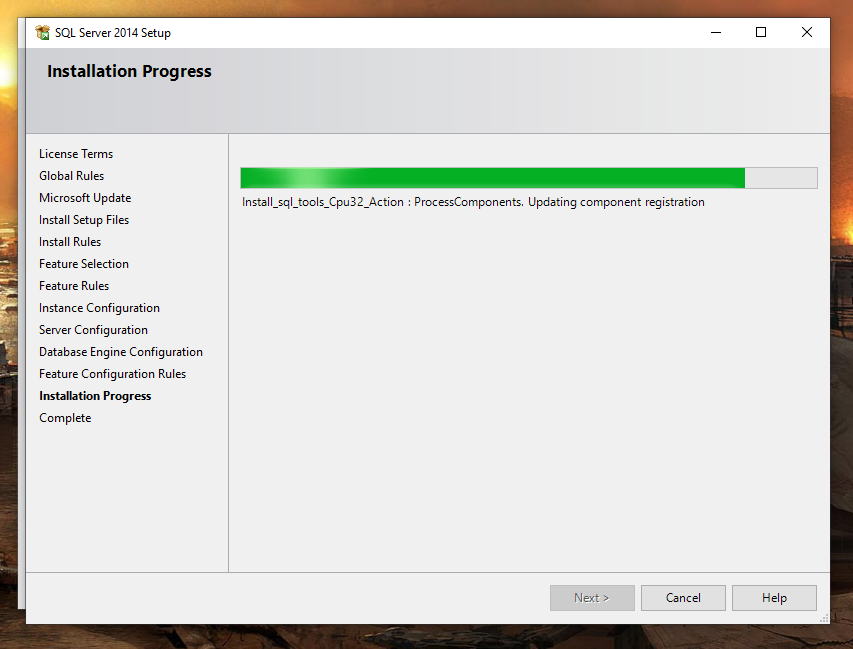 SQL Server 2014 Setup
Installation Progress
License Terms
Global Rules
Microsoft Update
Install Setup Files
Install Rules
Feature Selection
Feature Rules
Instance Configuration
Server Configuration
Database Engine Configuration
Feature Configuration Rules
Installation Progress
Complete
Install_sql_tools_Cpu32_Action : ProcessComponents. Updating component registration
Next >
Cancel
Help